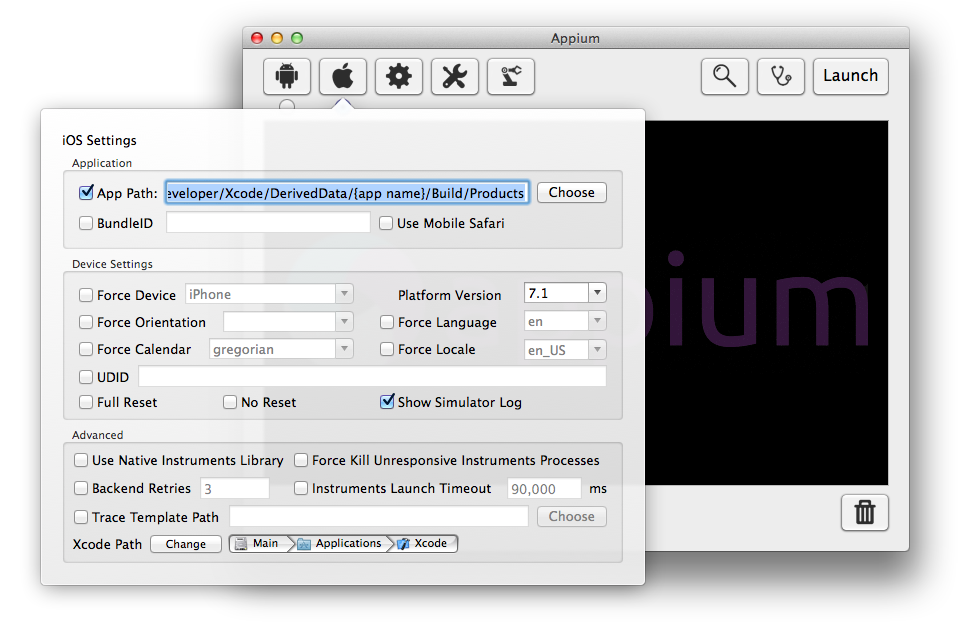 Appium
Launch
iOS Settings
Application
App Path: eveloper/Xcode/DerivedData/{app name}/Build/Products Choose
BundleID Use Mobile Safari
Device Settings
Force Device iPhone Platform Version 7.1
Force Orientation Force Language en
Force Calendar gregorian Force Locale en_US
UDID
Full Reset No Reset Show Simulator Log
Advanced
Use Native Instruments Library Force Kill Unresponsive Instruments Processes
Backend Retries 3 Instruments Launch Timeout 90,000 ms
Trace Template Path Choose
Xcode Path Change Main Applications Xcode
pium